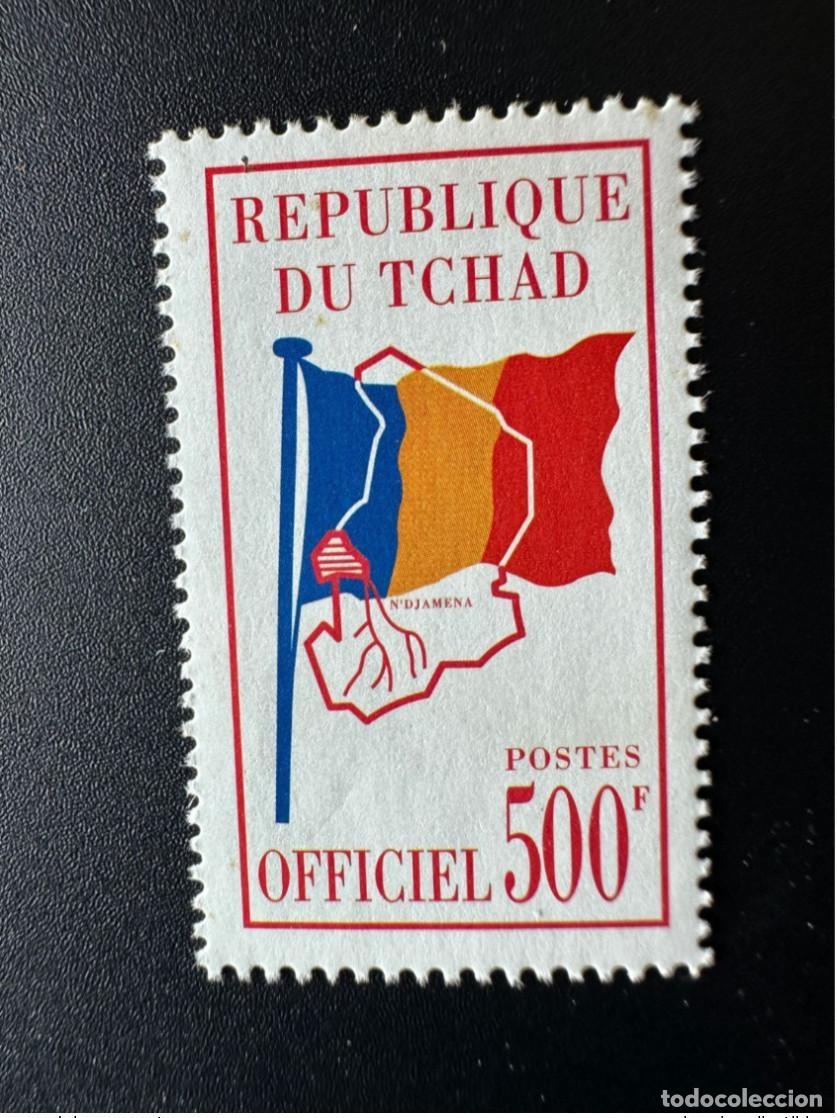 REPUBLIQUE
DU TCHAD
N'DJAMENA
POSTES
OFFICIEL 500F
todocoleccion